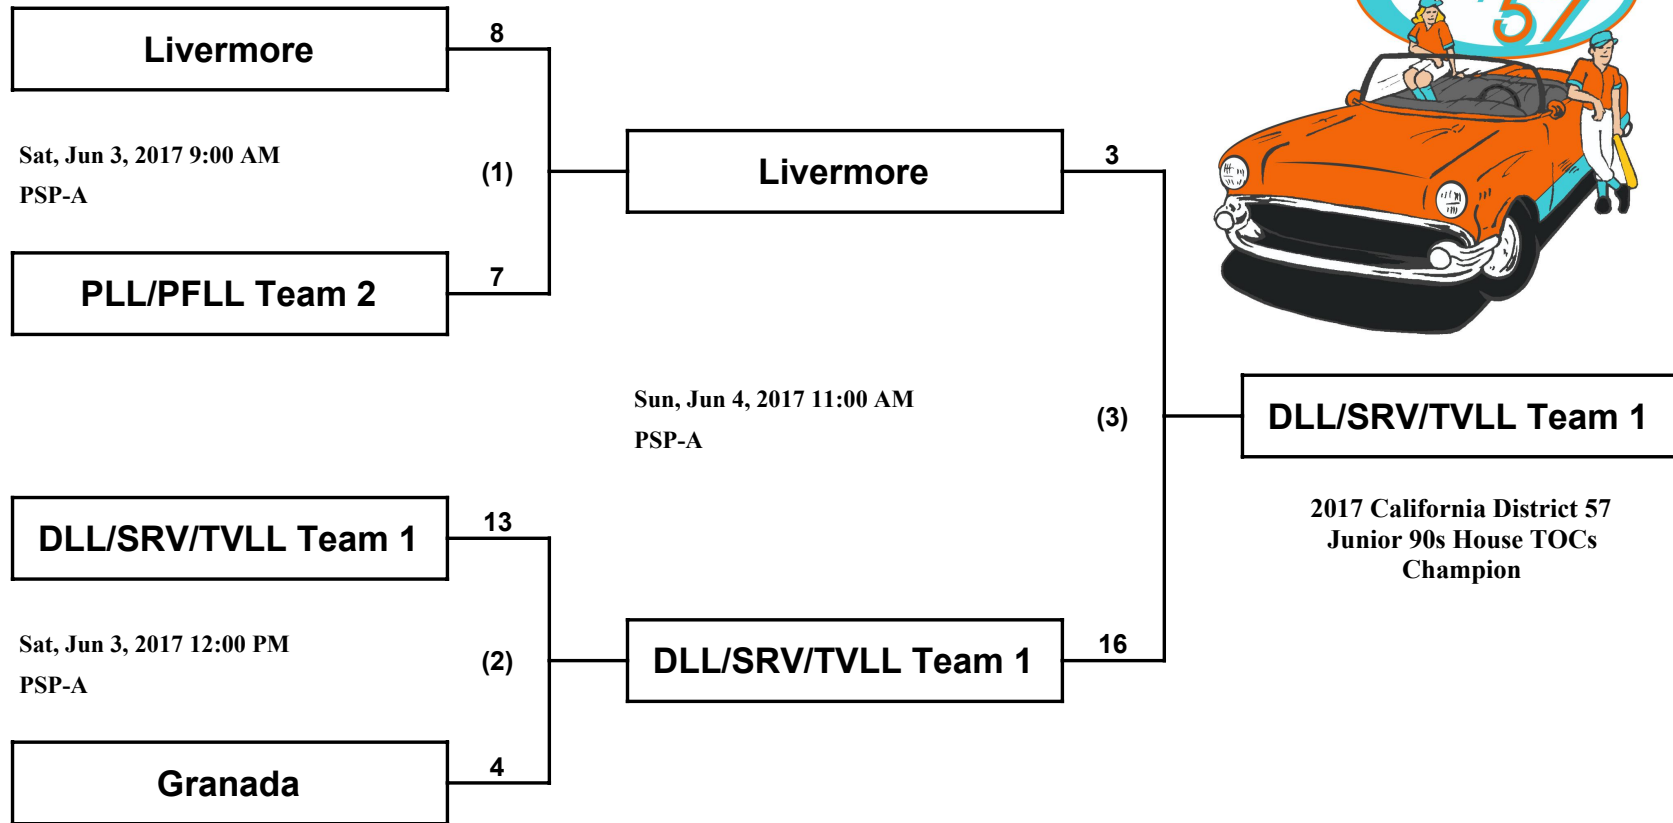 Livermore
8
Sat, Jun 3, 2017 9:00 AM
PSP-A
(1)
PLL/PFLL Team 2
7
Livermore
3
57
Sun, Jun 4, 2017 11:00 AM
PSP-A
(3)
DLL/SRV/TVLL Team 1
2017 California District 57
Junior 90s House TOCs
Champion
DLL/SRV/TVLL Team 1
13
Sat, Jun 3, 2017 12:00 PM
PSP-A
(2)
DLL/SRV/TVLL Team 1
16
Granada
4